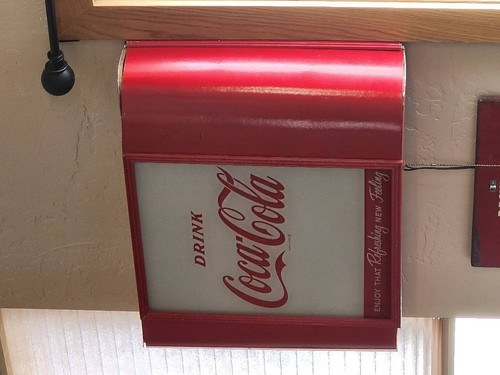 DRINK
Coca-Cola
ENJOY THAT Refreshing NEW Feeling